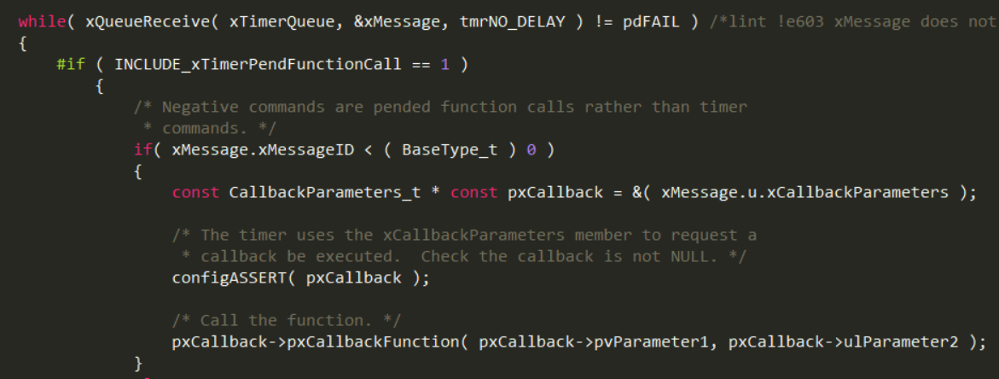 while( xQueueReceive( xTimerQueue, &xMessage, tmrNO_DELAY ) != pdFAIL ) /*lint !e603 xMessage does not
{
    #if ( INCLUDE_xTimerPendFunctionCall == 1 )
        {
            /* Negative commands are pended function calls rather than timer
             * commands. */
            if( xMessage.xMessageID < ( BaseType_t ) 0 )
            {
                const CallbackParameters_t * const pxCallback = &( xMessage.u.xCallbackParameters );

                /* The timer uses the xCallbackParameters member to request a
                 * callback be executed.  Check the callback is not NULL. */
                configASSERT( pxCallback );

                /* Call the function. */
                pxCallback->pxCallbackFunction( pxCallback->pvParameter1, pxCallback->ulParameter2 );
            }